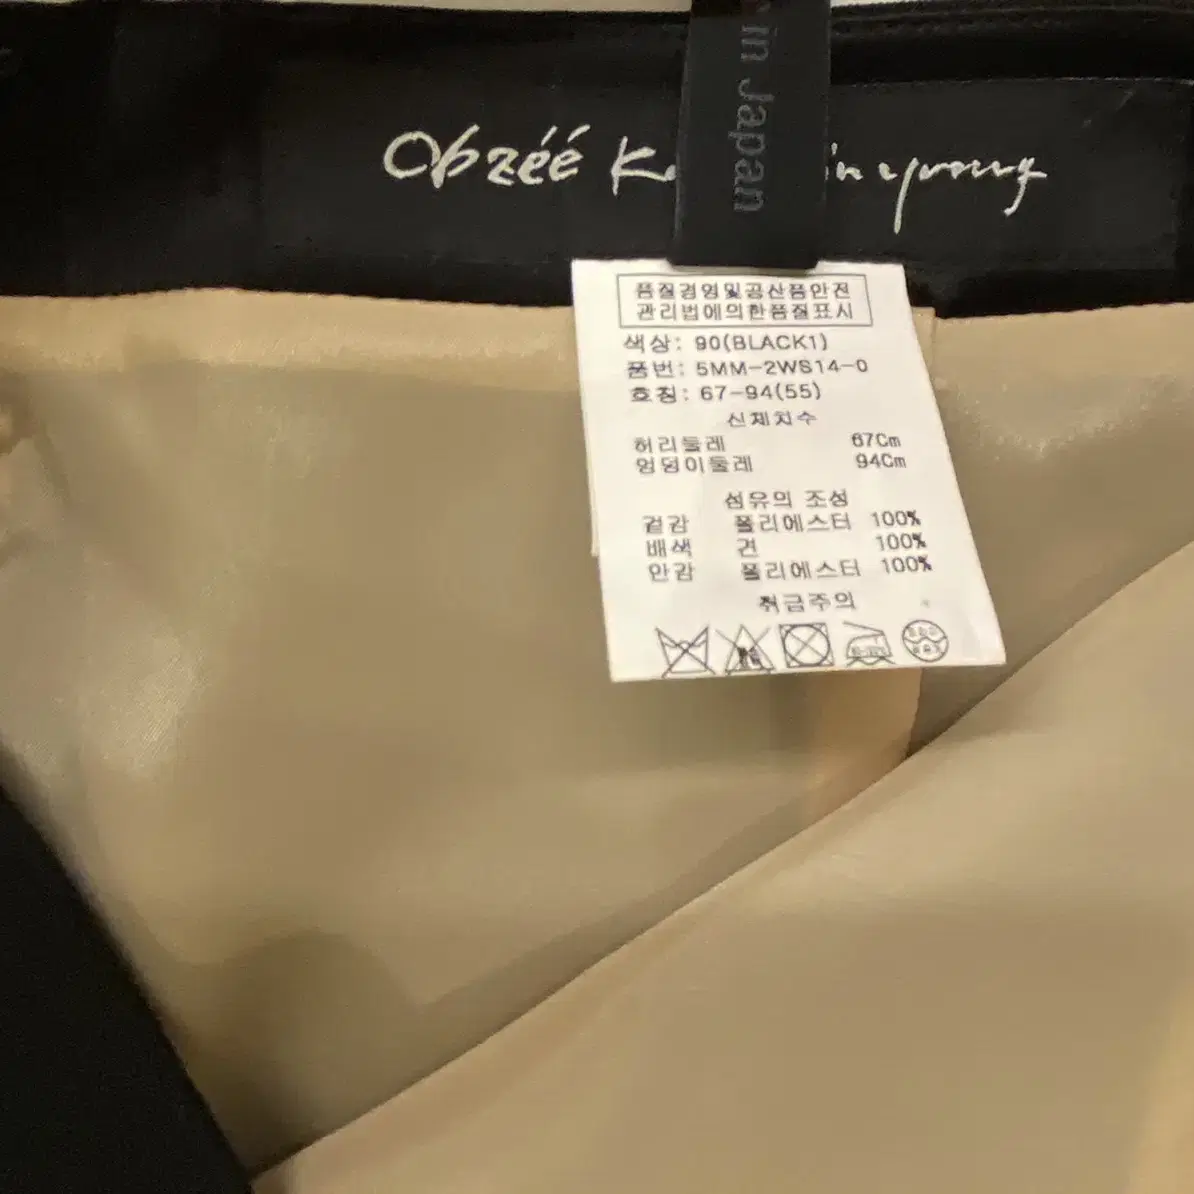 in Japan
Obzéé K in young
품질경영및공산품안전
관리법에의한품질표시
색상: 90(BLACK1)
품번: 5MM-2WS14-0
호칭: 67-94(55)
신체치수
허리둘레 67Cm
엉덩이둘레 94Cm
섬유의 조성
겉감 폴리에스터 100%
배색 견 100%
안감 폴리에스터 100%
취급주의